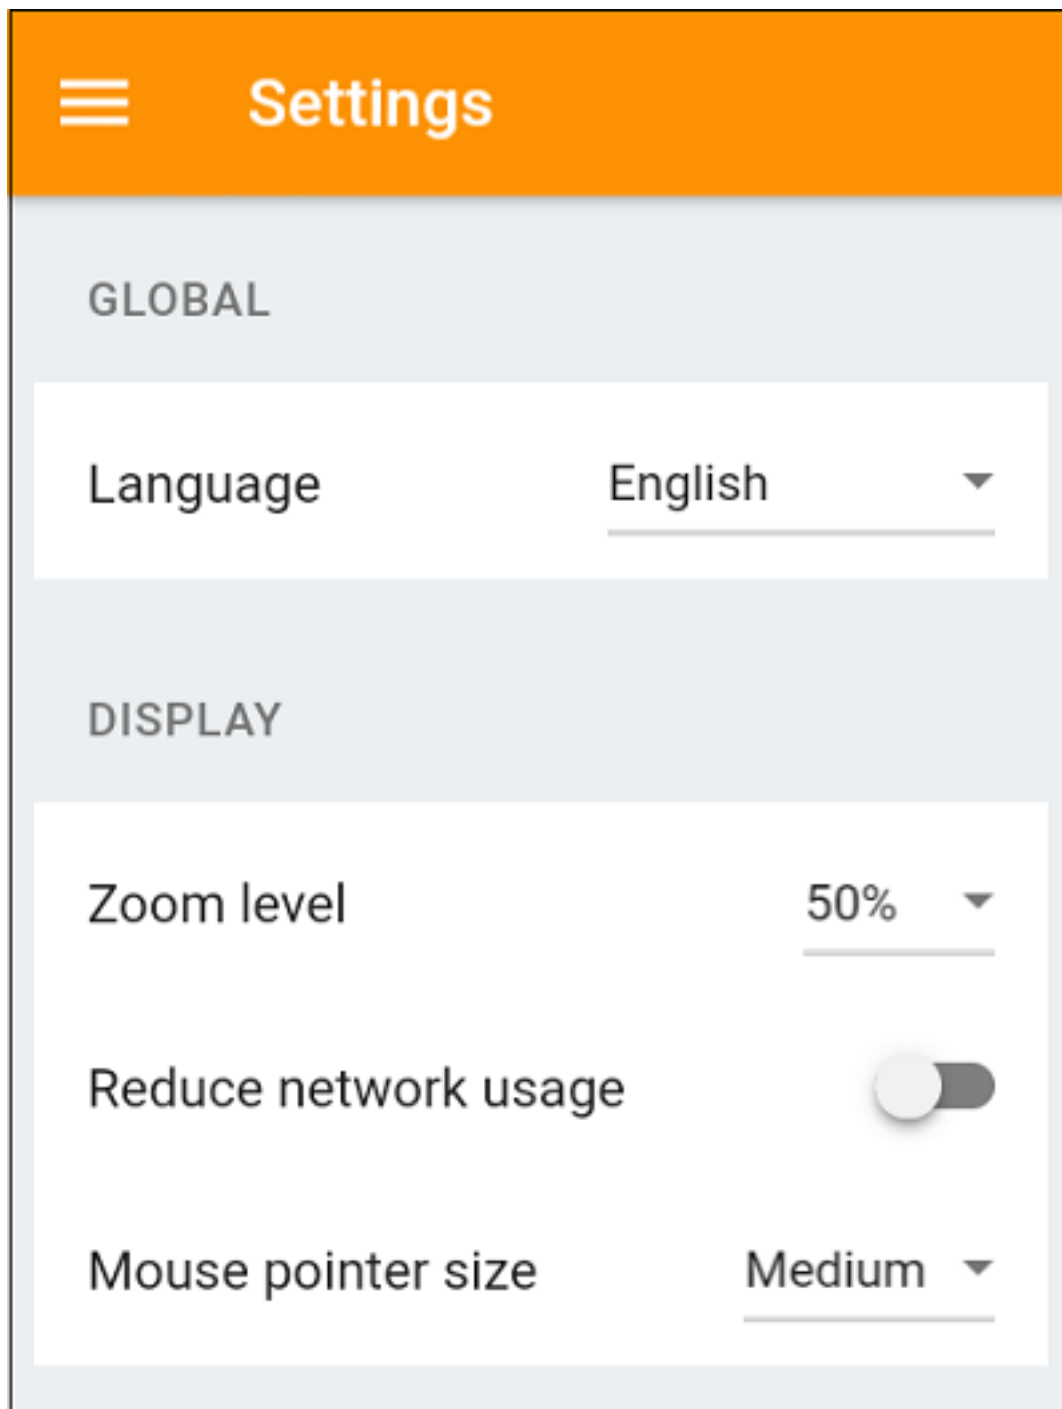 Settings
GLOBAL
Language English
DISPLAY
Zoom level 50%
Reduce network usage
Mouse pointer size Medium